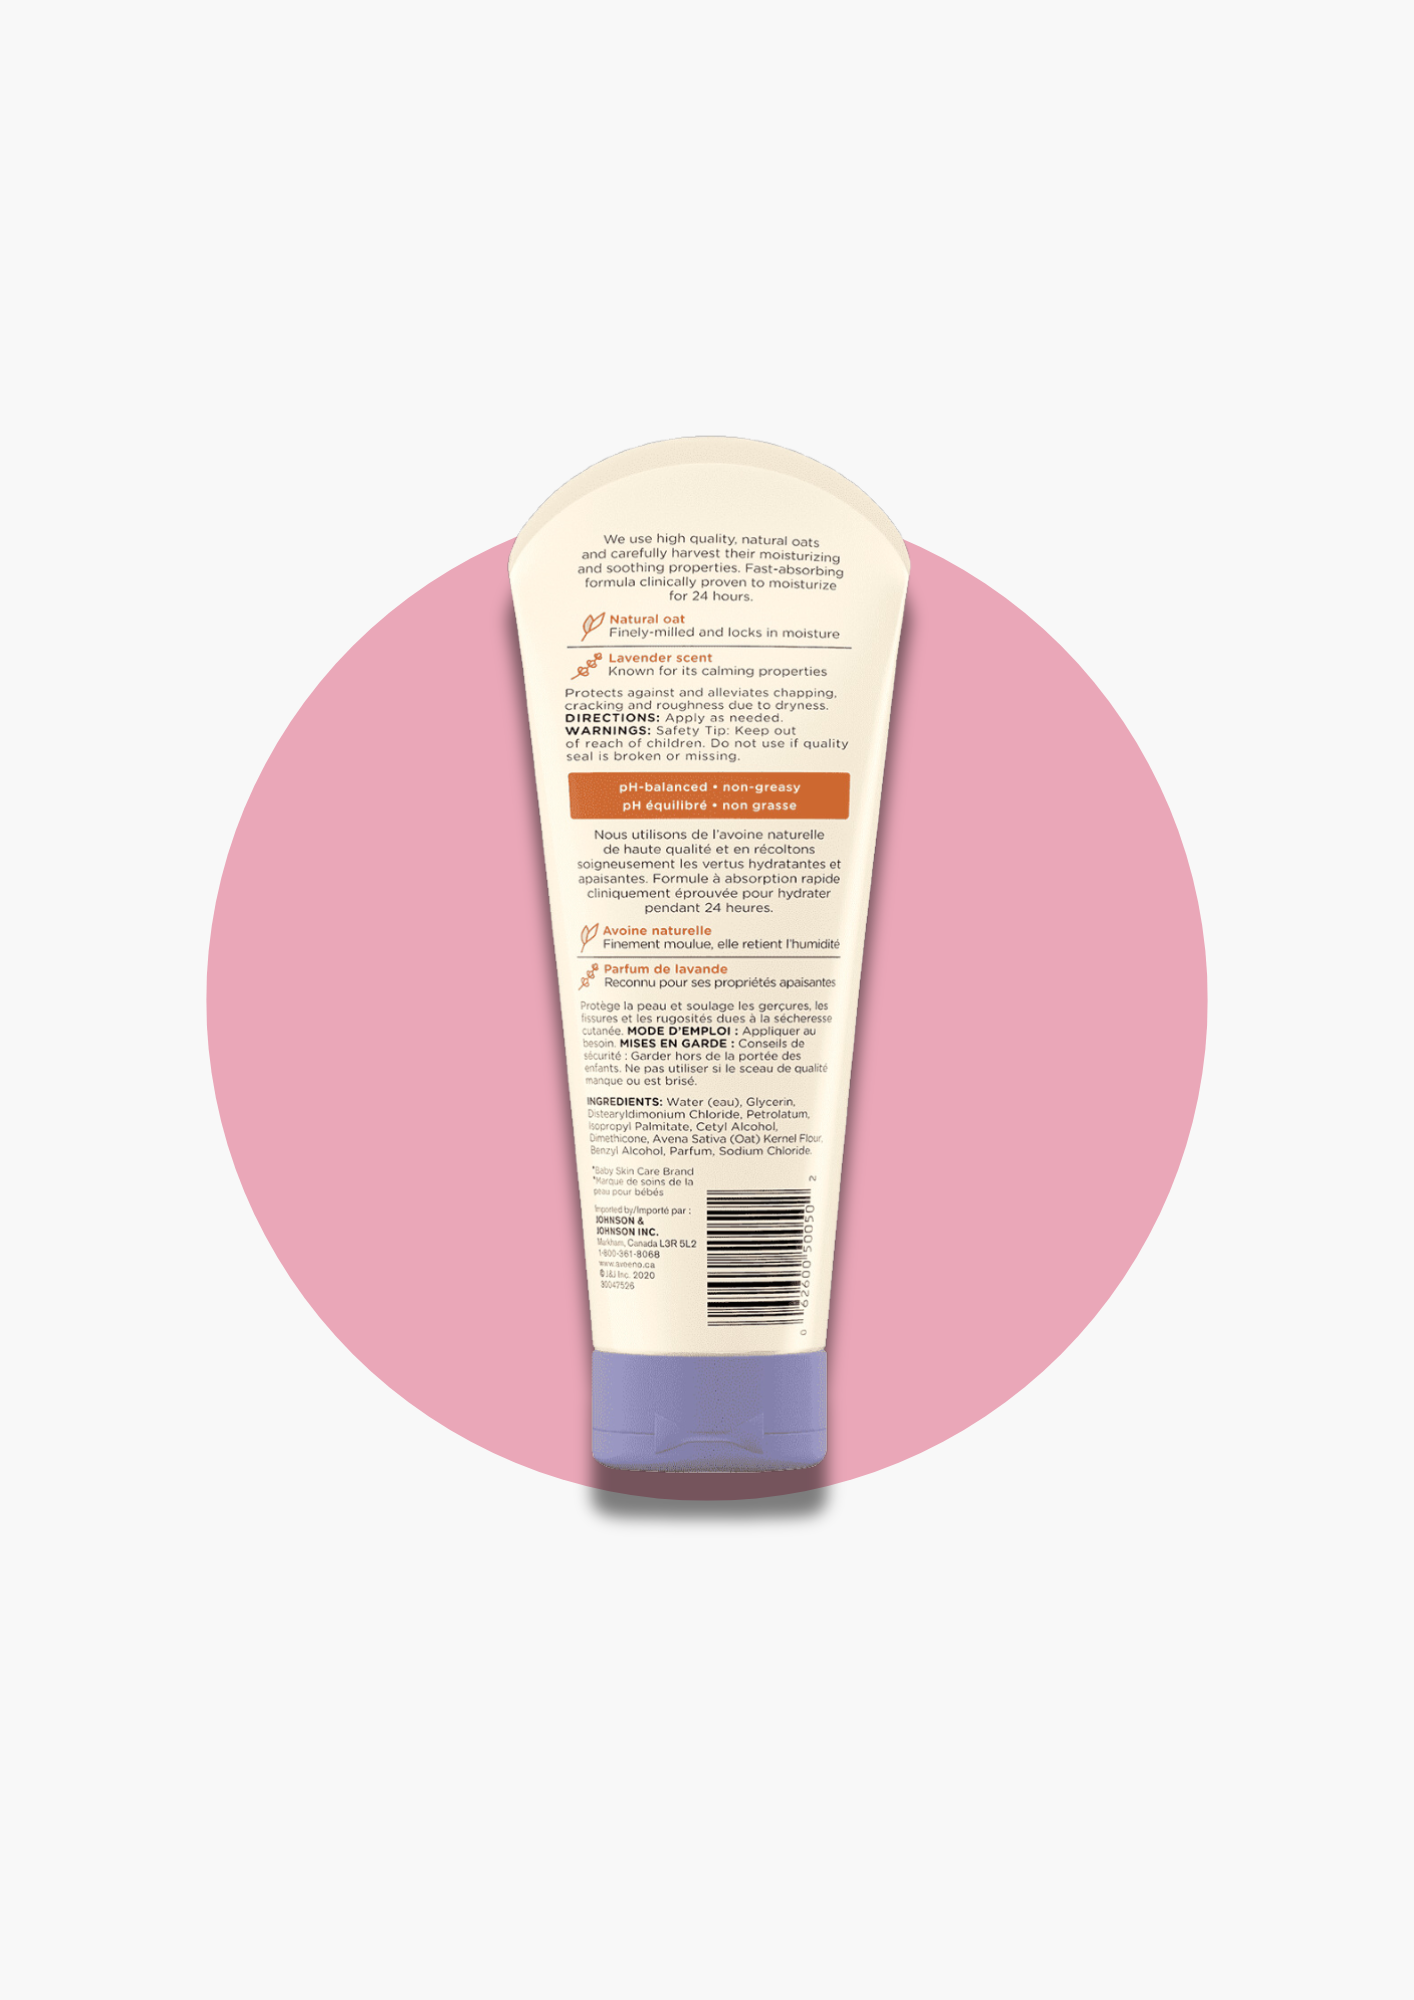 We use high quality, natural oats
and carefully harvest their moisturizing
and soothing properties. Fast-absorbing
formula clinically proven to moisturize
for 24 hours.
Natural oat
Finely-milled and locks in moisture
Lavender scent
Known for its calming properties
Protects against and alleviates chapping,
cracking and roughness due to dryness.
DIRECTIONS: Apply as needed.
WARNINGS: Safety Tip: Keep out
of reach of children. Do not use if quality
seal is broken or missing.
pH-balanced • non-greasy
pH équilibré • non grasse
Nous utilisons de l'avoine naturelle
de haute qualité et en récoltons
soigneusement les vertus hydratantes et
apaisantes. Formule à absorption rapide
cliniquement éprouvée pour hydrater
pendant 24 heures.
Avoine naturelle
Finement moulue, elle retient l'humidité
Parfum de lavande
Reconnu pour ses propriétés apaisantes
Protège la peau et soulage les gerçures, les
fissures et les rugosités dues à la sécheresse
cutanée. MODE D'EMPLOI : Appliquer au
besoin. MISES EN GARDE : Conseils de
sécurité : Garder hors de la portée des
enfants. Ne pas utiliser si le sceau de qualité
manque ou est brisé.
INGREDIENTS: Water (eau), Glycerin,
Distearyldimonium Chloride, Petrolatum,
Isopropyl Palmitate, Cetyl Alcohol,
Dimethicone, Avena Sativa (Oat) Kernel Flour,
Benzyl Alcohol, Parfum, Sodium Chloride.
*Baby Skin Care Brand
*Marque de soins de la
peau pour bébés
Imported by/Importé par :
JOHNSON &
JOHNSON INC.
Markham, Canada L3R 5L2
1-800-361-8068
www.aveeno.ca
©J&J Inc. 2020
30047526
0 62600 50050 2